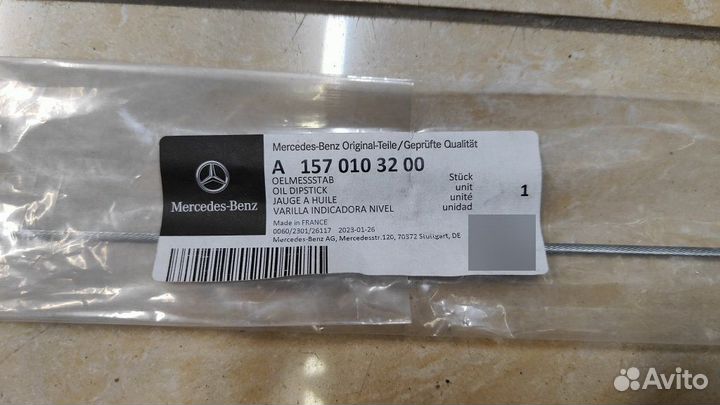 Mercedes-Benz
Mercedes-Benz Original-Teile/Geprüfte Qualität
A 157 010 32 00
OELMESSSTAB
OIL DIPSTICK
JAUGE A HUILE
VARILLA INDICADORA NIVEL
Stück
unit
unité
unidad
1
Made in FRANCE
0060/2301/26117 2023-01-26
Mercedes-Benz AG, Mercedesstr.120, 70372 Stuttgart, DE
Avito